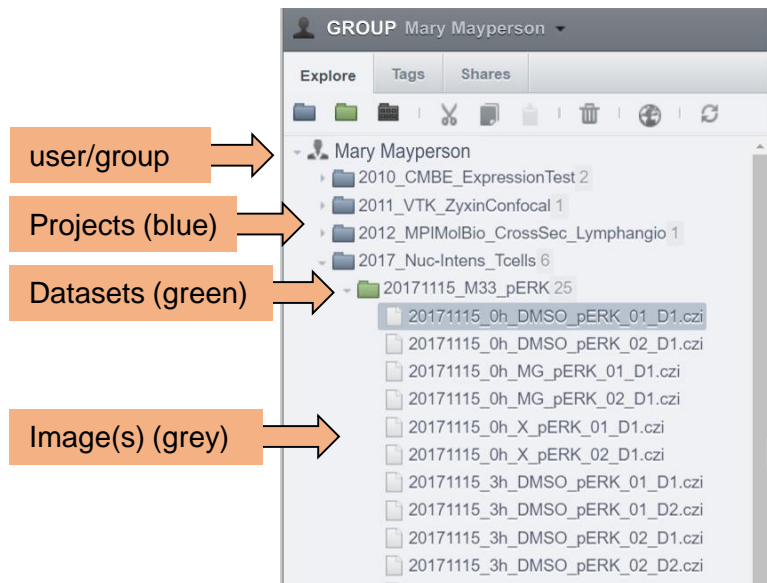 GROUP Mary Mayperson
Explore Tags Shares
user/group
Mary Mayperson
2010_CMBE_ExpressionTest 2
2011_VTK_ZyxinConfocal 1
Projects (blue)
2012_MPIMolBio_CrossSec_Lymphangio 1
2017_Nuc-Intens_Tcells 6
Datasets (green)
20171115_M33_pERK 25
20171115_0h_DMSO_pERK_01_D1.czi
20171115_0h_DMSO_pERK_02_D1.czi
20171115_0h_MG_pERK_01_D1.czi
20171115_0h_MG_pERK_02_D1.czi
Image(s) (grey)
20171115_0h_X_pERK_01_D1.czi
20171115_0h_X_pERK_02_D1.czi
20171115_3h_DMSO_pERK_01_D1.czi
20171115_3h_DMSO_pERK_01_D2.czi
20171115_3h_DMSO_pERK_02_D1.czi
20171115_3h_DMSO_pERK_02_D2.czi